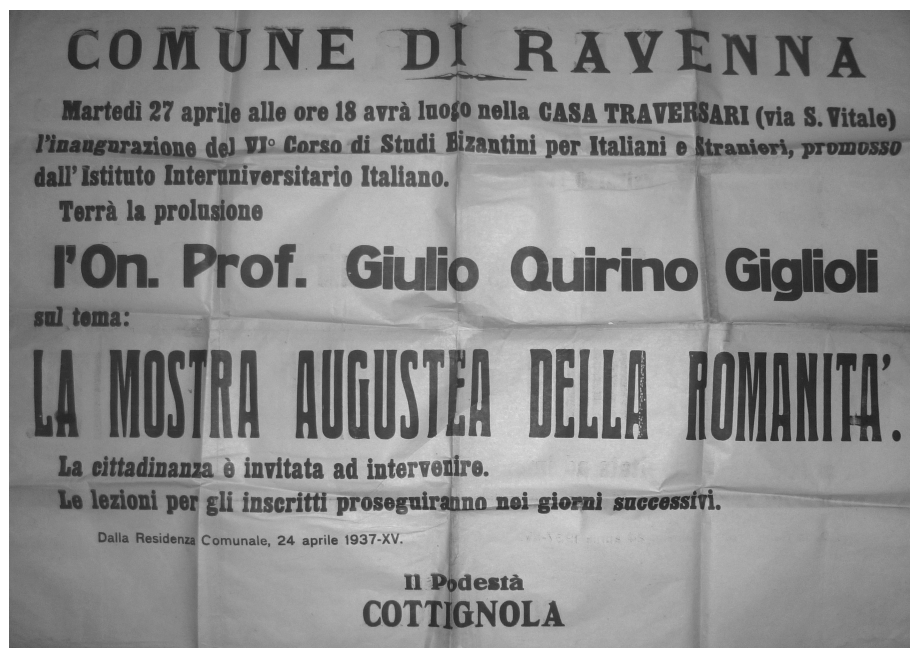 COMUNE DI RAVENNA
Martedì 27 aprile alle ore 18 avrà luogo nella CASA TRAVERSARI (via S. Vitale)
l'inaugurazione del VI° Corso di Studi Bizantini per Italiani e Stranieri, promosso
dall'Istituto Interuniversitario Italiano.
Terrà la prolusione
l'On. Prof. Giulio Quirino Giglioli
sul tema:
LA MOSTRA AUGUSTEA DELLA ROMANITA'.
La cittadinanza è invitata ad intervenire.
Le lezioni per gli inscritti proseguiranno nei giorni successivi.
Dalla Residenza Comunale, 24 aprile 1937-XV.
Il Podestà
COTTIGNOLA